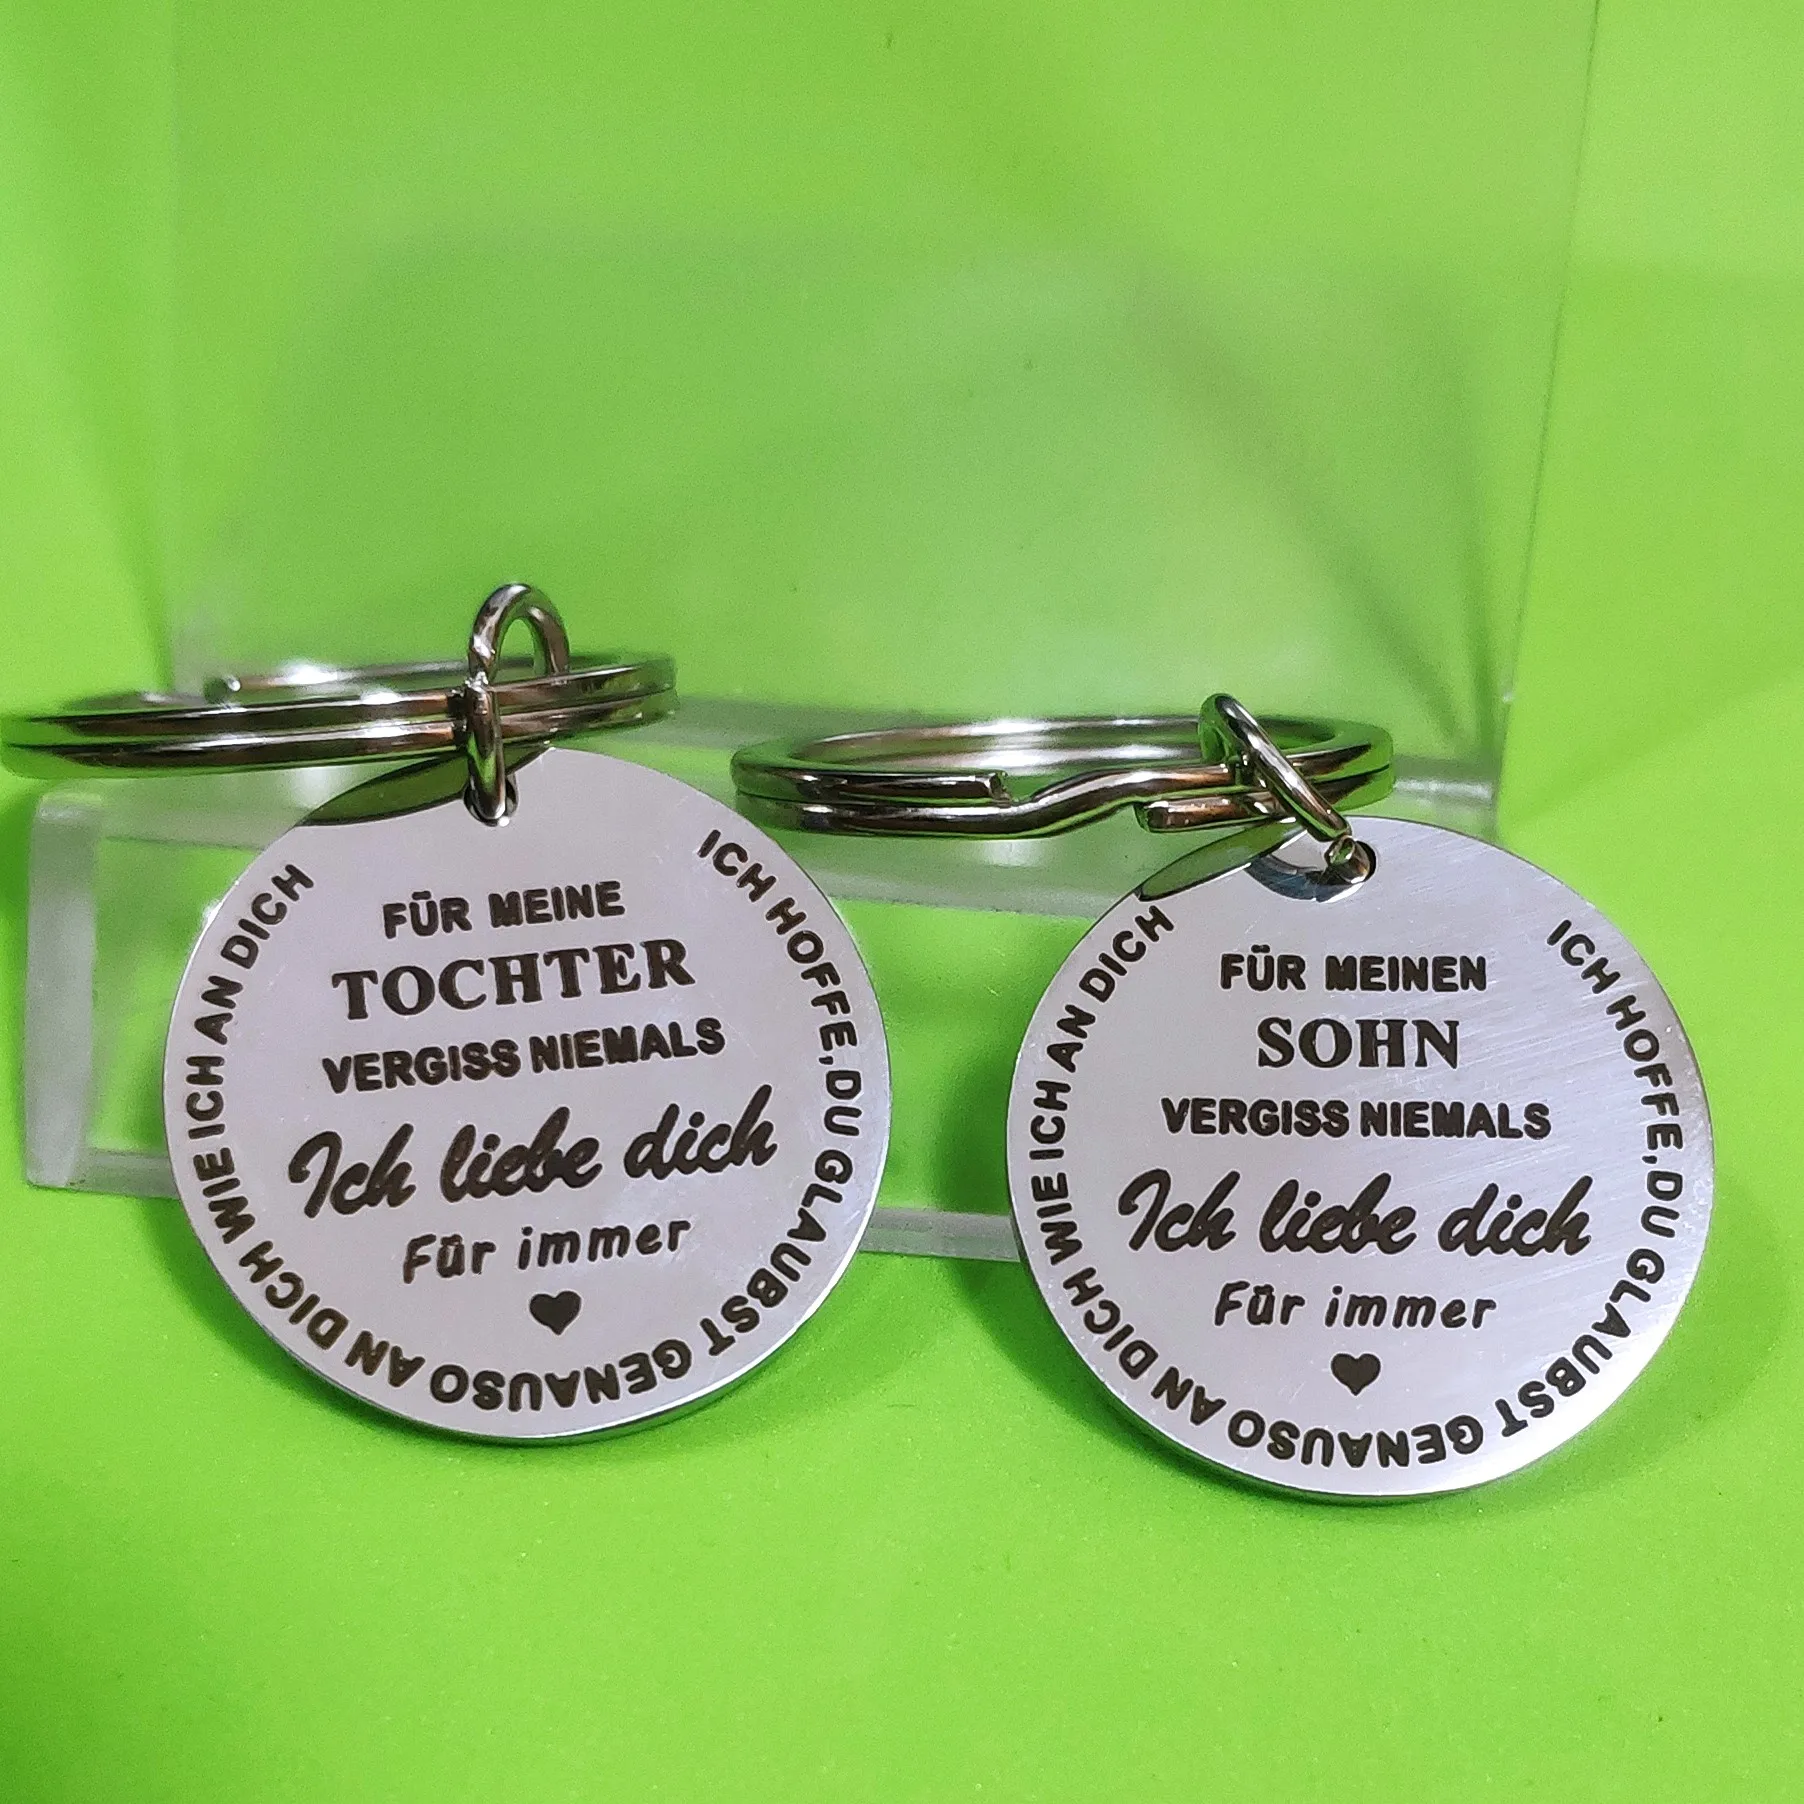 FÜR MEINE
TOCHTER
VERGISS NIEMALS
Ich liebe dich
Für immer
ICH HOFFE, DU GLAUBST GENAUSO AN DICH WIE ICH AN DICH
FÜR MEINEN
SOHN
VERGISS NIEMALS
Ich liebe dich
Für immer
ICH HOFFE, DU GLAUBST GENAUSO AN DICH WIE ICH AN DICH